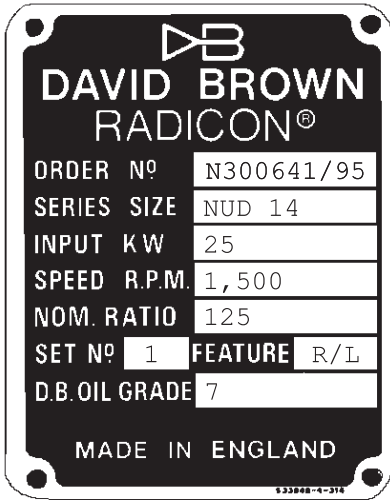 DB
DAVID BROWN
RADICON®
ORDER Nº N300641/95
SERIES SIZE NUD 14
INPUT KW 25
SPEED R.P.M. 1,500
NOM. RATIO 125
SET Nº 1 FEATURE R/L
D.B. OIL GRADE 7
MADE IN ENGLAND